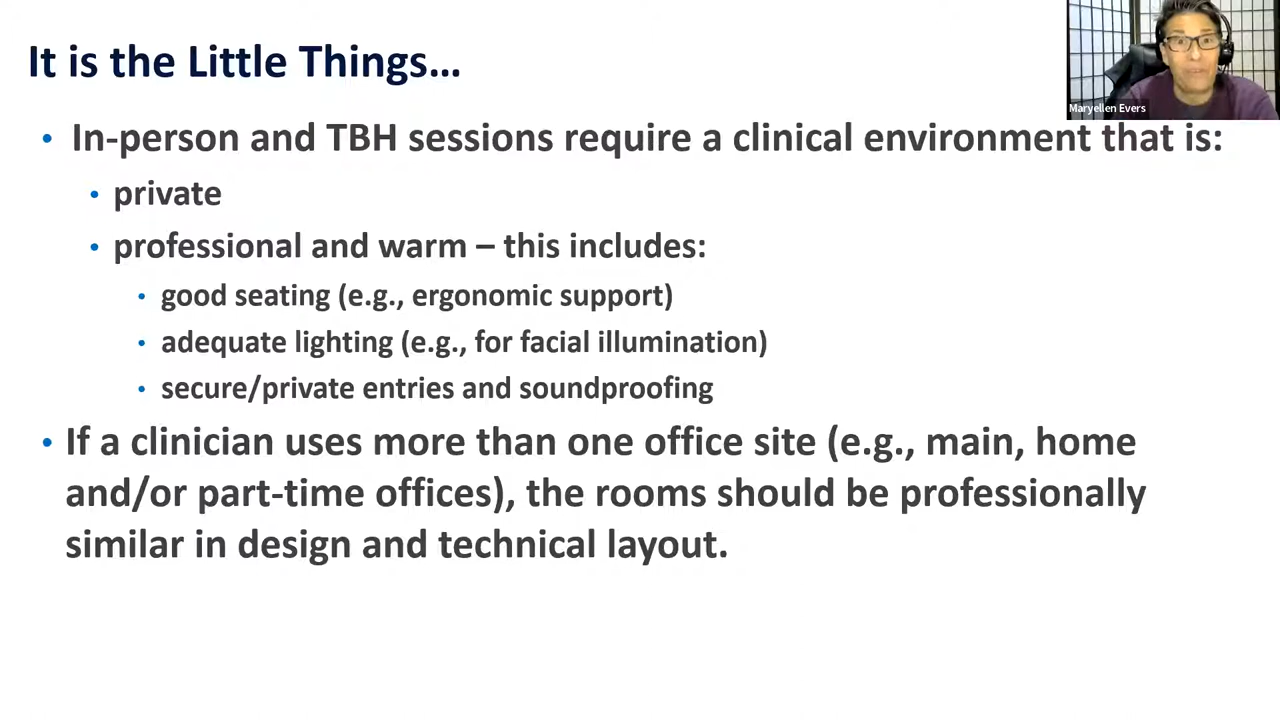 It is the Little Things...
Maryellen Evers
• In-person and TBH sessions require a clinical environment that is:
• private
• professional and warm – this includes:
• good seating (e.g., ergonomic support)
• adequate lighting (e.g., for facial illumination)
• secure/private entries and soundproofing
• If a clinician uses more than one office site (e.g., main, home
and/or part-time offices), the rooms should be professionally
similar in design and technical layout.